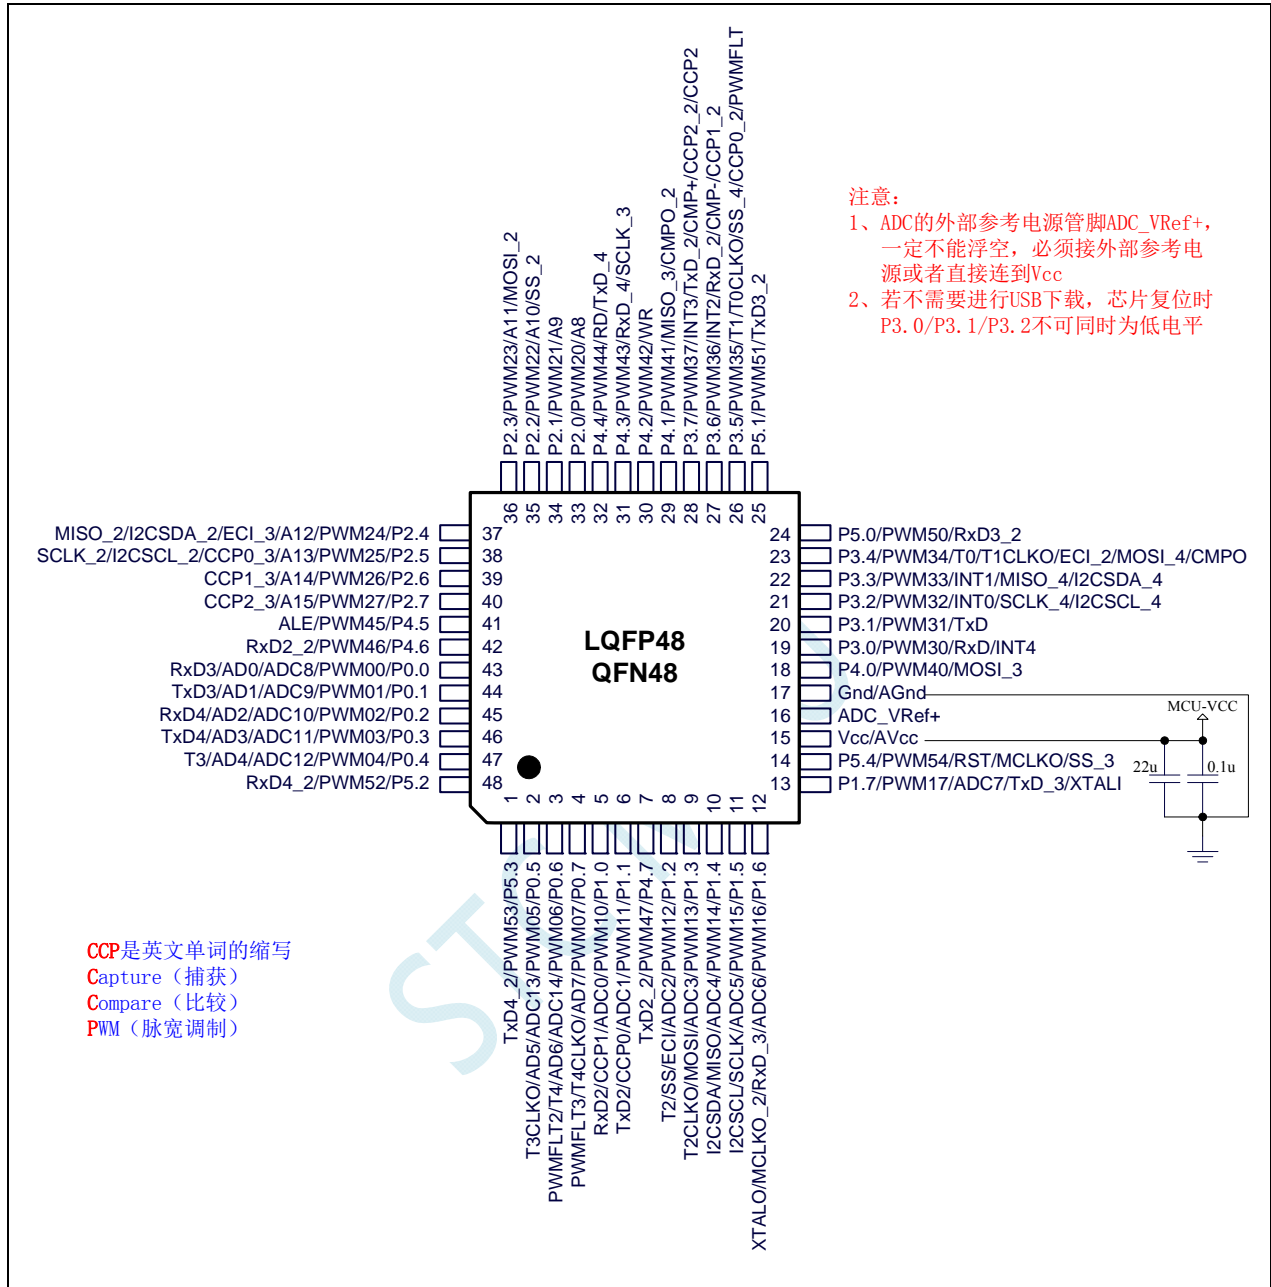 P2.3/PWM23/A11/MOSI_2
P2.2/PWM22/A10/SS_2
P2.1/PWM21/A9
P2.0/PWM20/A8
P4.4/PWM44/RD/TxD_4
P4.3/PWM43/RxD_4/SCLK_3
P4.2/PWM42/WR
P4.1/PWM41/MISO_3/CMPO_2
P3.7/PWM37/INT3/TxD_2/CMP+/CCP2_2/CCP2
P3.6/PWM36/INT2/RxD_2/CMP-/CCP1_2
P3.5/PWM35/T1/T0CLKO/SS_4/CCP0_2/PWMFLT
P5.1/PWM51/TxD3_2
注意:
1、ADC的外部参考电源管脚ADC_VRef+,
一定不能浮空，必须接外部参考电
源或者直接连到Vcc
2、若不需要进行USB下载，芯片复位时
P3.0/P3.1/P3.2不可同时为低电平
36 35 34 33 32 31 30 29 28 27 26 25
MISO_2/I2CSDA_2/ECI_3/A12/PWM24/P2.4 37
SCLK_2/I2CSCL_2/CCP0_3/A13/PWM25/P2.5 38
CCP1_3/A14/PWM26/P2.6 39
CCP2_3/A15/PWM27/P2.7 40
ALE/PWM45/P4.5 41
RxD2_2/PWM46/P4.6 42
RxD3/AD0/ADC8/PWM00/P0.0 43
TxD3/AD1/ADC9/PWM01/P0.1 44
RxD4/AD2/ADC10/PWM02/P0.2 45
TxD4/AD3/ADC11/PWM03/P0.3 46
T3/AD4/ADC12/PWM04/P0.4 47
RxD4_2/PWM52/P5.2 48
LQFP48
QFN48
24 P5.0/PWM50/RxD3_2
23 P3.4/PWM34/T0/T1CLKO/ECI_2/MOSI_4/CMPO
22 P3.3/PWM33/INT1/MISO_4/I2CSDA_4
21 P3.2/PWM32/INT0/SCLK_4/I2CSCL_4
20 P3.1/PWM31/TxD
19 P3.0/PWM30/RxD/INT4
18 P4.0/PWM40/MOSI_3
17 Gnd/AGnd
16 ADC_VRef+
15 Vcc/AVcc
14 P5.4/PWM54/RST/MCLKO/SS_3
13 P1.7/PWM17/ADC7/TxD_3/XTALI
MCU-VCC
22u
0.1u
1 2 3 4 5 6 7 8 9 10 11 12
TxD4_2/PWM53/P5.3
T3CLKO/AD5/ADC13/PWM05/P0.5
PWMFLT2/T4/AD6/ADC14/PWM06/P0.6
PWMFLT3/T4CLKO/AD7/PWM07/P0.7
RxD2/CCP1/ADC0/PWM10/P1.0
TxD2/CCP0/ADC1/PWM11/P1.1
TxD2_2/PWM47/P4.7
T2/SS/ECI/ADC2/PWM12/P1.2
T2CLKO/MOSI/ADC3/PWM13/P1.3
I2CSDA/MISO/ADC4/PWM14/P1.4
I2CSCL/SCLK/ADC5/PWM15/P1.5
XTALO/MCLKO_2/RxD_3/ADC6/PWM16/P1.6
CCP是英文单词的缩写
Capture（捕获）
Compare（比较）
PWM（脉宽调制）